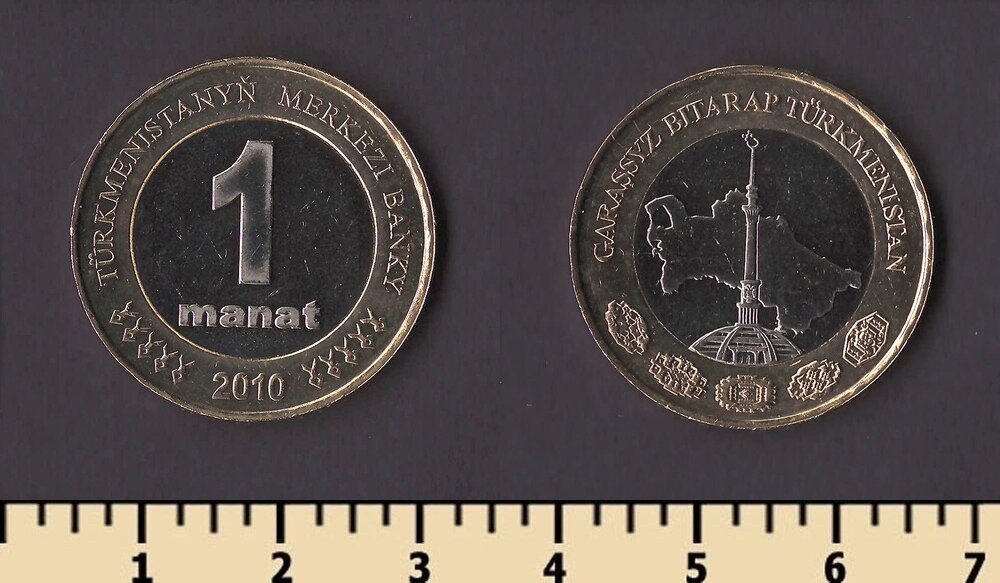 TÜRKMENISTANYŇ MERKEZI BANKY
1
manat
2010
GARAŞSYZ BITARAP TÜRKMENISTAN
1 2 3 4 5 6 7